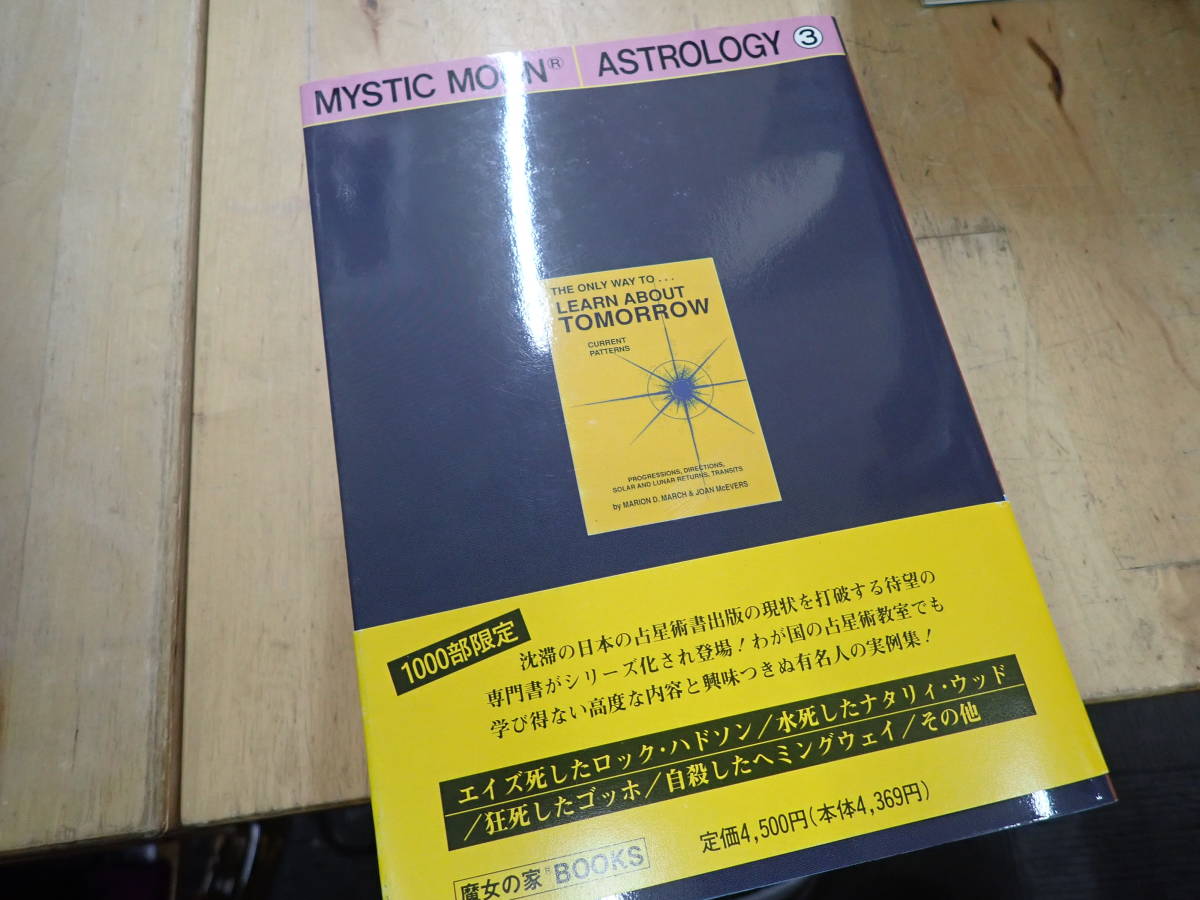 MYSTIC MOON® ASTROLOGY ③
THE ONLY WAY TO...
LEARN ABOUT
TOMORROW
CURRENT
PATTERNS
PROGRESSIONS, DIRECTIONS,
SOLAR AND LUNAR RETURNS, TRANSITS
by MARION D. MARCH & JOAN McEVERS
1000部限定
沈滞の日本の占星術書出版の現状を打破する待望の
専門書がシリーズ化され登場!わが国の占星術教室でも
学び得ない高度な内容と興味つきぬ有名人の実例集!
エイズ死したロック・ハドソン/水死したナタリィ・ウッド
/狂死したゴッホ/自殺したヘミングウェイ/その他
定価4,500円(本体4,369円)
魔女の家® BOOKS